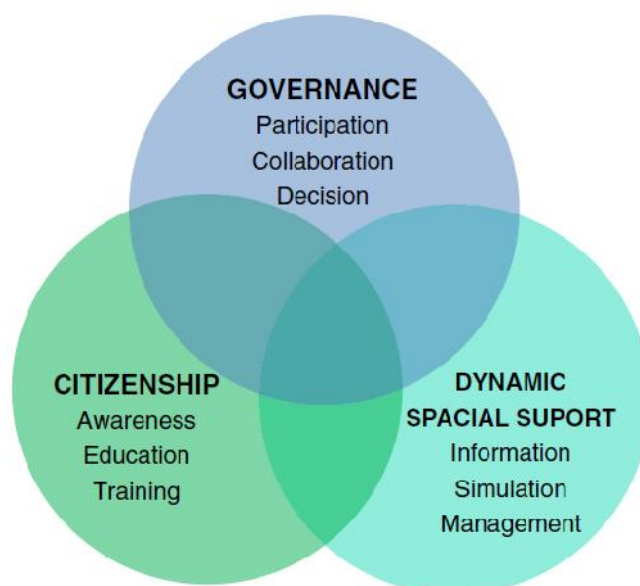 GOVERNANCE
Participation
Collaboration
Decision
CITIZENSHIP
Awareness
Education
Training
DYNAMIC
SPACIAL SUPORT
Information
Simulation
Management